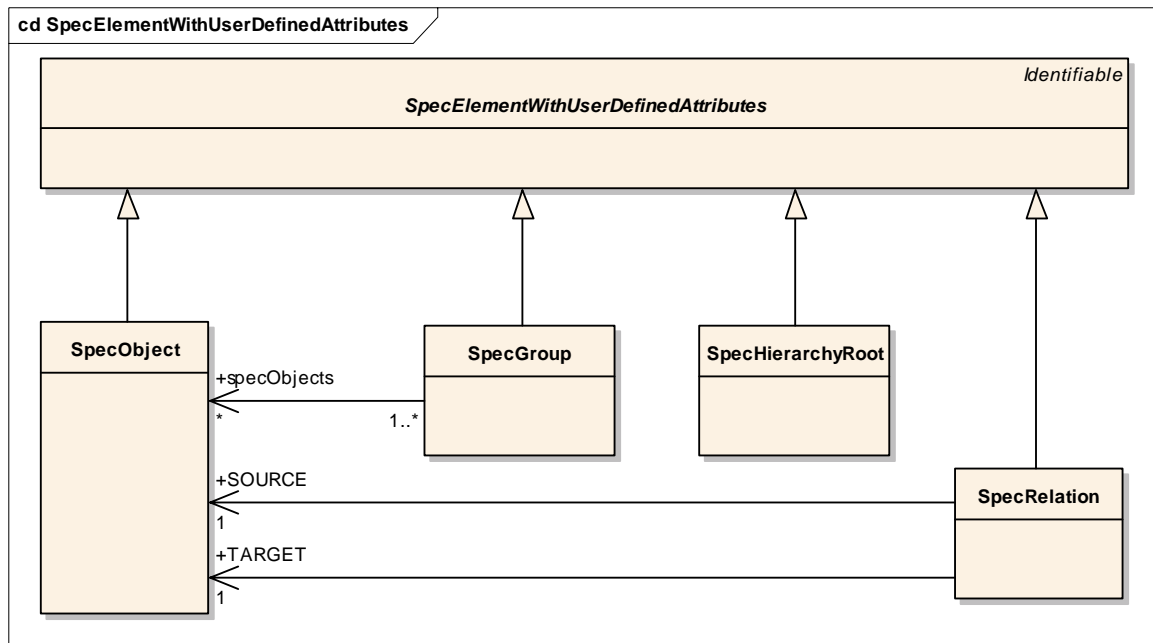 cd SpecElementWithUserDefinedAttributes
Identifiable
SpecElementWithUserDefinedAttributes
SpecObject
SpecGroup
SpecHierarchyRoot
+specObjects
*
1..*
+SOURCE
1
SpecRelation
+TARGET
1